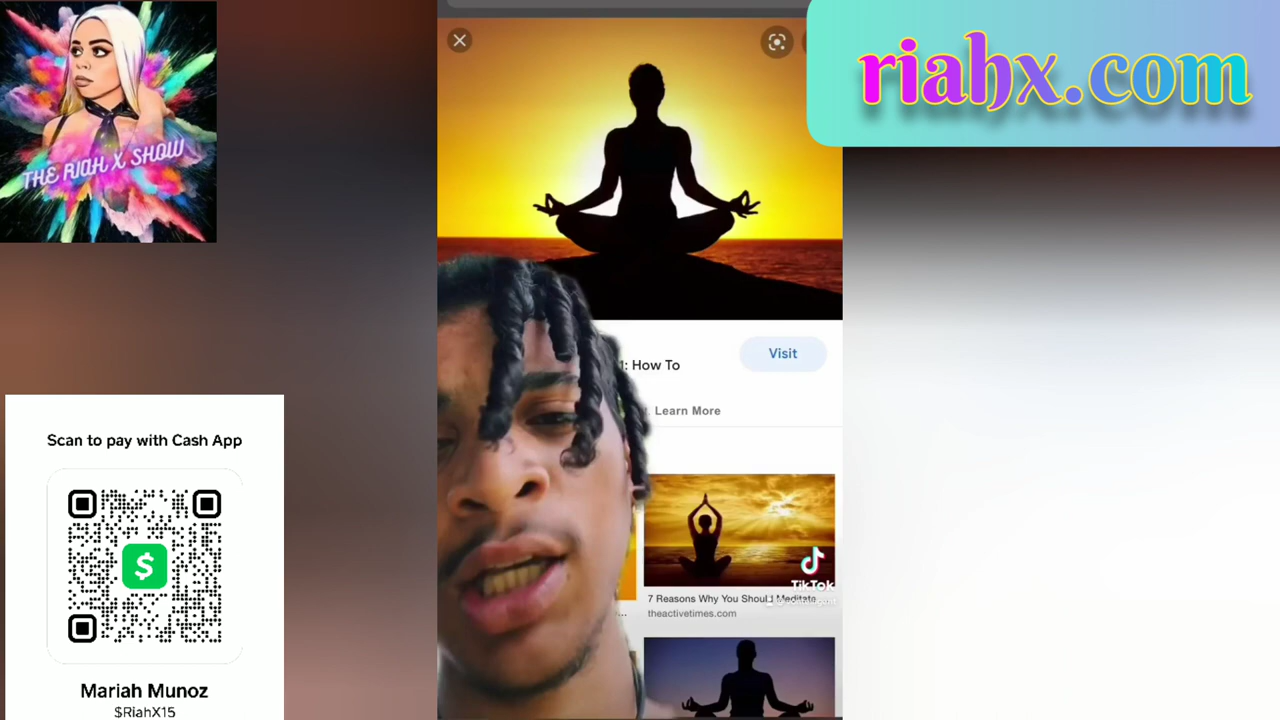 THE RIAH X SHOW
riahx.com
1: How To
Visit
Learn More
Scan to pay with Cash App
TikTok
7 Reasons Why You Should Meditate
theactivetimes.com
Mariah Munoz
$RiahX15